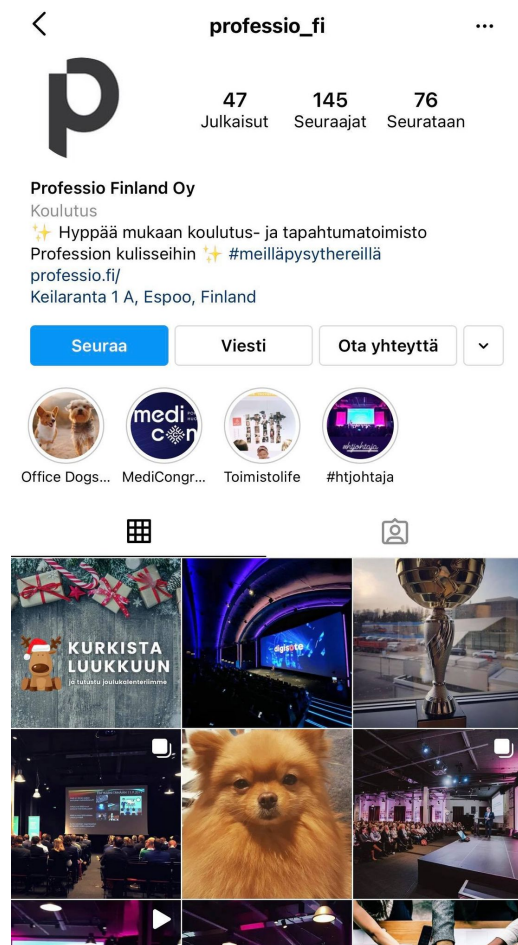 professio_fi
47 145 76
Julkaisut Seuraajat Seurataan
Professio Finland Oy
Koulutus
✨ Hyppää mukaan koulutus- ja tapahtumatoimisto
Profession kulisseihin ✨ #meilläpysythereillä
professio.fi/
Keilaranta 1 A, Espoo, Finland
Seuraa Viesti Ota yhteyttä
medi
c n
#htjohtaja
Office Dogs... MediCongr... Toimistolife #htjohtaja
KURKISTA
LUUKKUUN
ja tutustu joulukalenteriimme
digisote